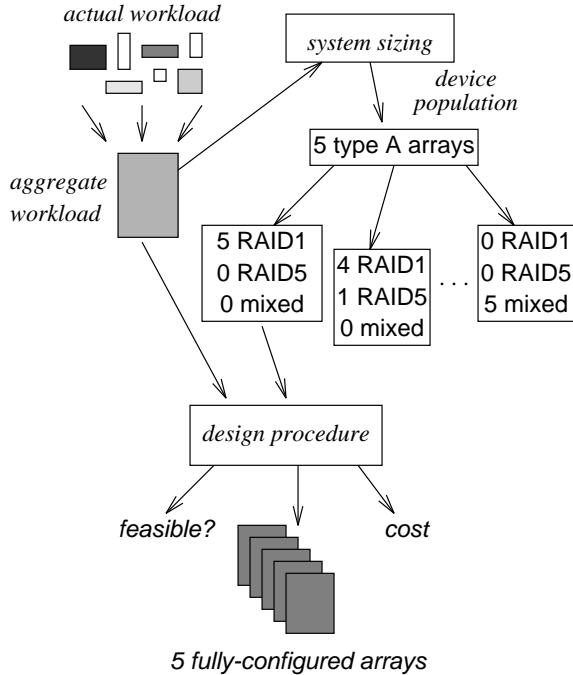 actual workload
system sizing
device
population
5 type A arrays
aggregate
workload
5 RAID1
0 RAID5
0 mixed
4 RAID1
1 RAID5
0 mixed
. . .
0 RAID1
0 RAID5
5 mixed
design procedure
feasible?
cost
5 fully-configured arrays